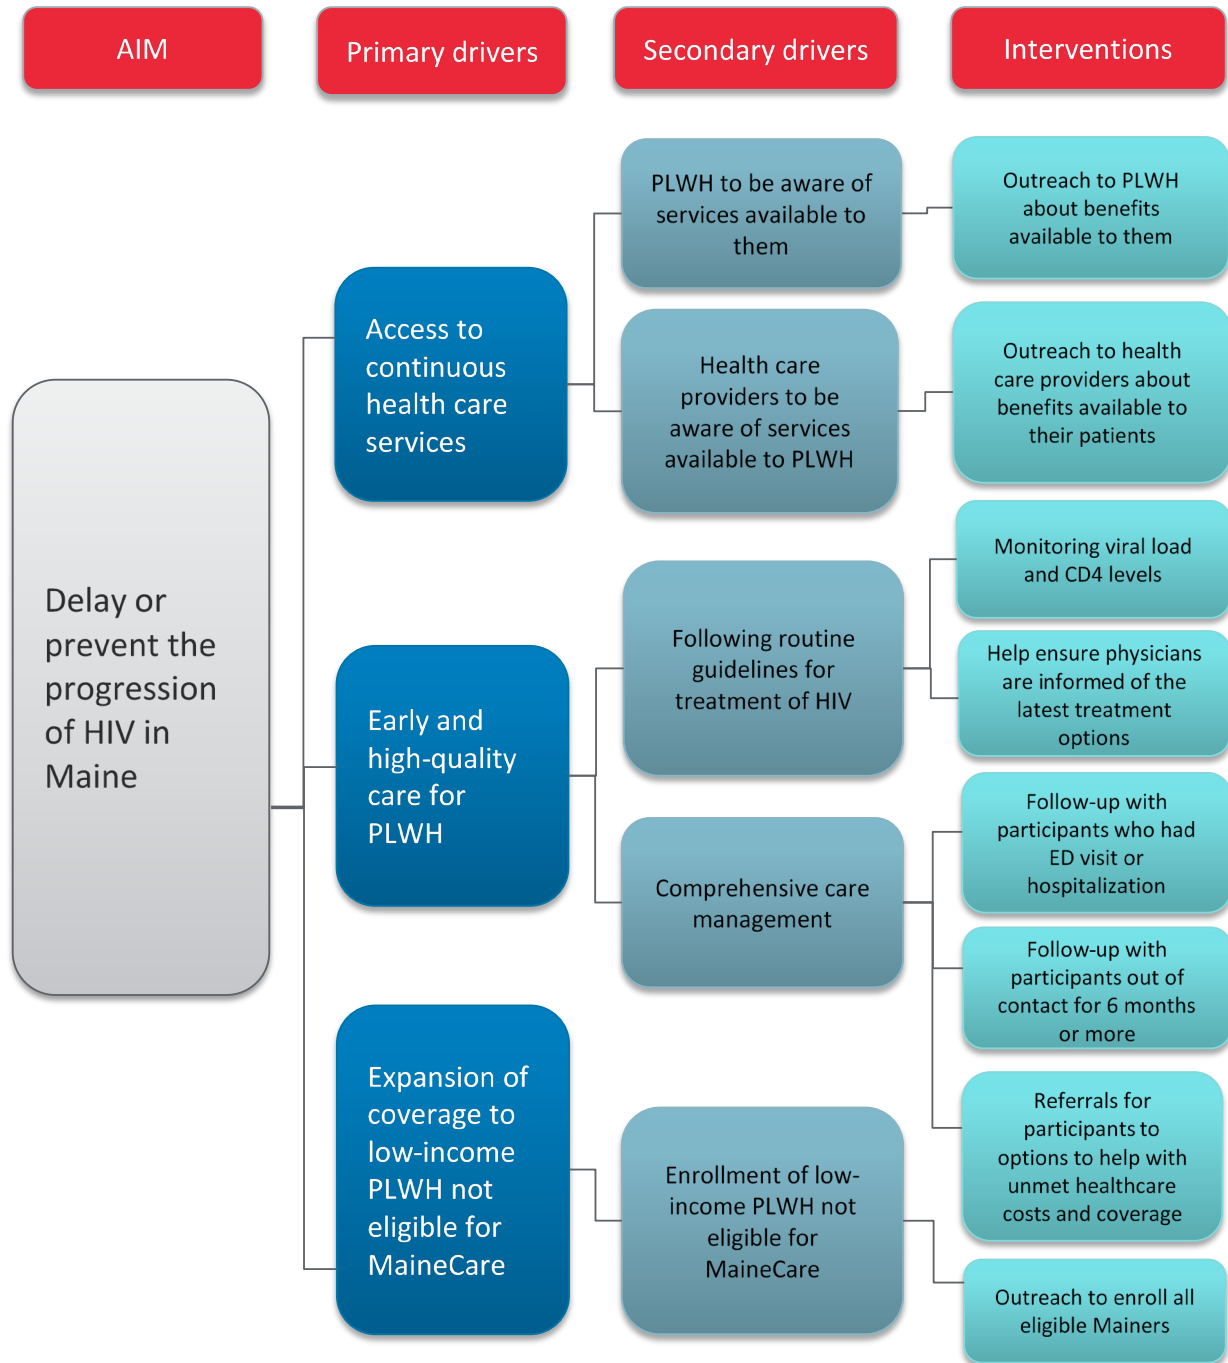 AIM
Primary drivers
Secondary drivers
Interventions
Delay or
prevent the
progression
of HIV in
Maine
Access to
continuous
health care
services
Early and
high-quality
care for
PLWH
Expansion of
coverage to
low-income
PLWH not
eligible for
MaineCare
PLWH to be aware of
services available to
them
Health care
providers to be
aware of services
available to PLWH
Following routine
guidelines for
treatment of HIV
Comprehensive care
management
Enrollment of low-
income PLWH not
eligible for
MaineCare
Outreach to PLWH
about benefits
available to them
Outreach to health
care providers about
benefits available to
their patients
Monitoring viral load
and CD4 levels
Help ensure physicians
are informed of the
latest treatment
options
Follow-up with
participants who had
ED visit or
hospitalization
Follow-up with
participants out of
contact for 6 months
or more
Referrals for
participants to
options to help with
unmet healthcare
costs and coverage
Outreach to enroll all
eligible Mainers